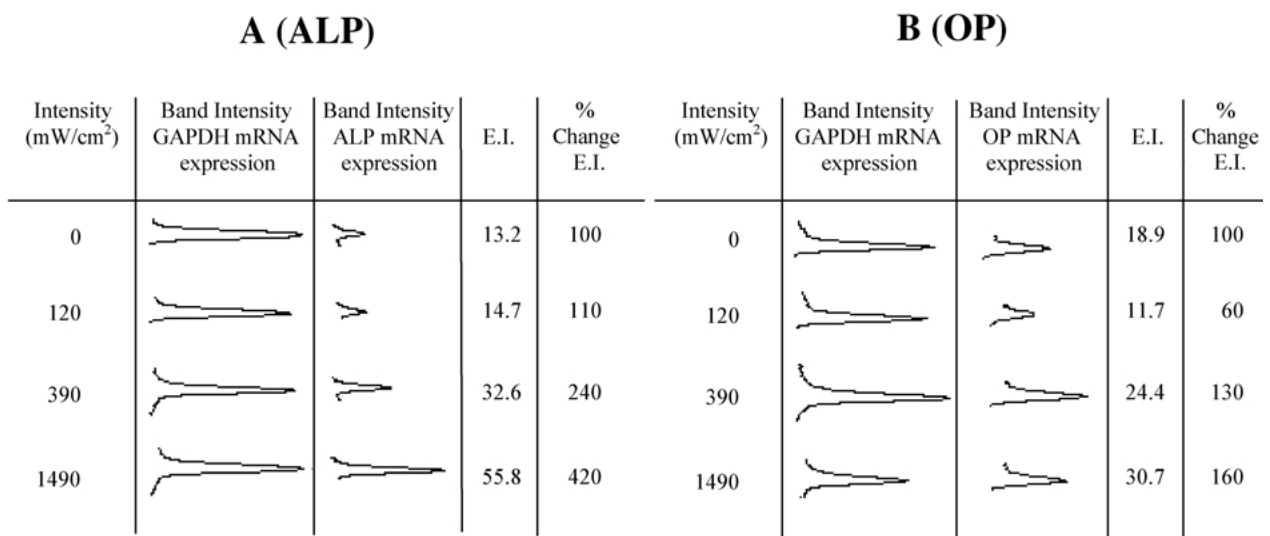 A (ALP)
Intensity
(mW/cm²)
Band Intensity
GAPDH mRNA
expression
Band Intensity
ALP mRNA
expression
E.I.
%
Change
E.I.
0 13.2 100
120 14.7 110
390 32.6 240
1490 55.8 420
B (OP)
Intensity
(mW/cm²)
Band Intensity
GAPDH mRNA
expression
Band Intensity
OP mRNA
expression
E.I.
%
Change
E.I.
0 18.9 100
120 11.7 60
390 24.4 130
1490 30.7 160